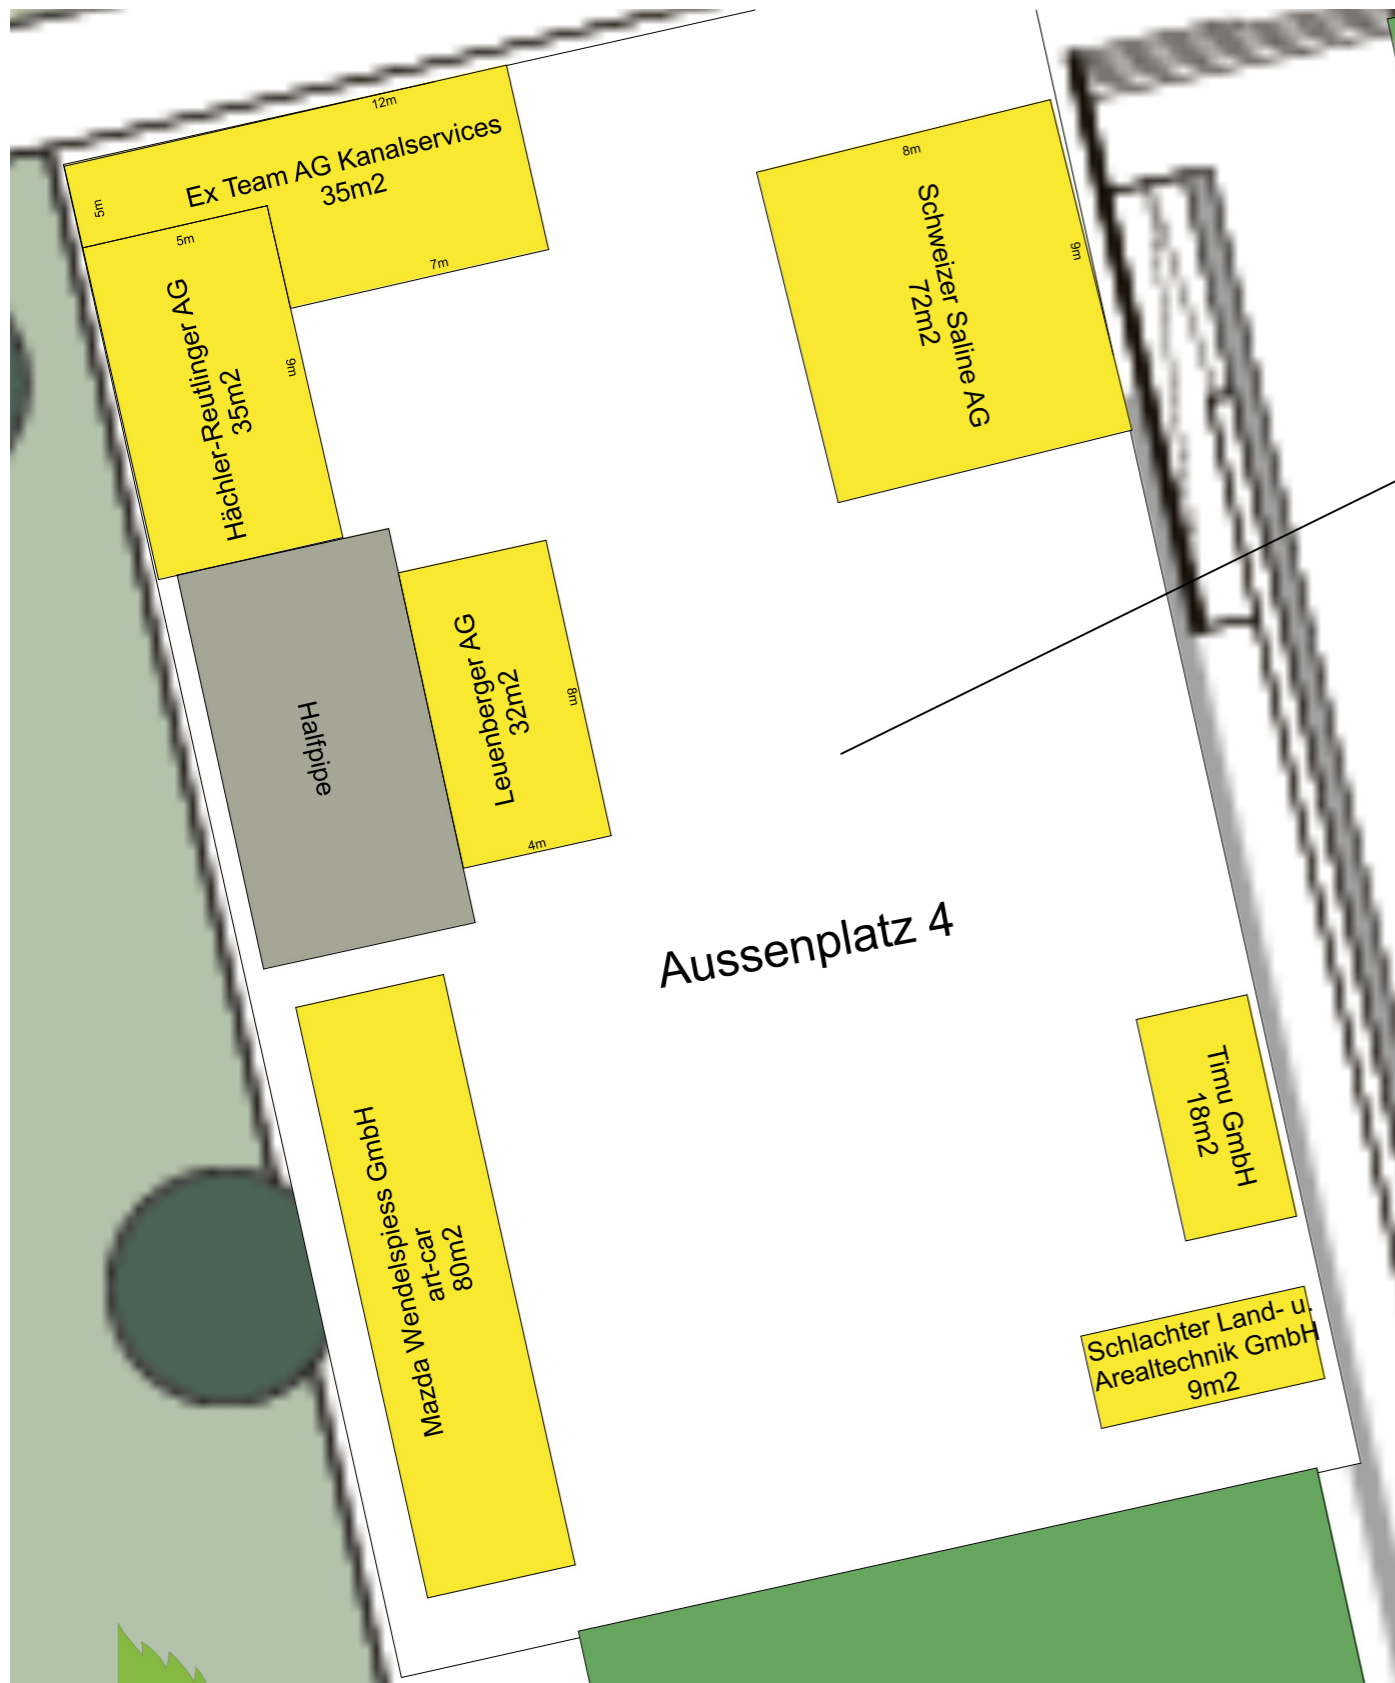 12m
Ex Team AG Kanalservices
35m2
5m
7m
5m
Hächler-Reutlinger AG
35m2
9m
8m
Schweizer Saline AG
72m2
9m
Halfpipe
Leuenberger AG
32m2
8m
4m
Aussenplatz 4
Mazda Wendelspiess GmbH
art-car
80m2
Timu GmbH
18m2
Schlachter Land- u.
Arealtechnik GmbH
9m2